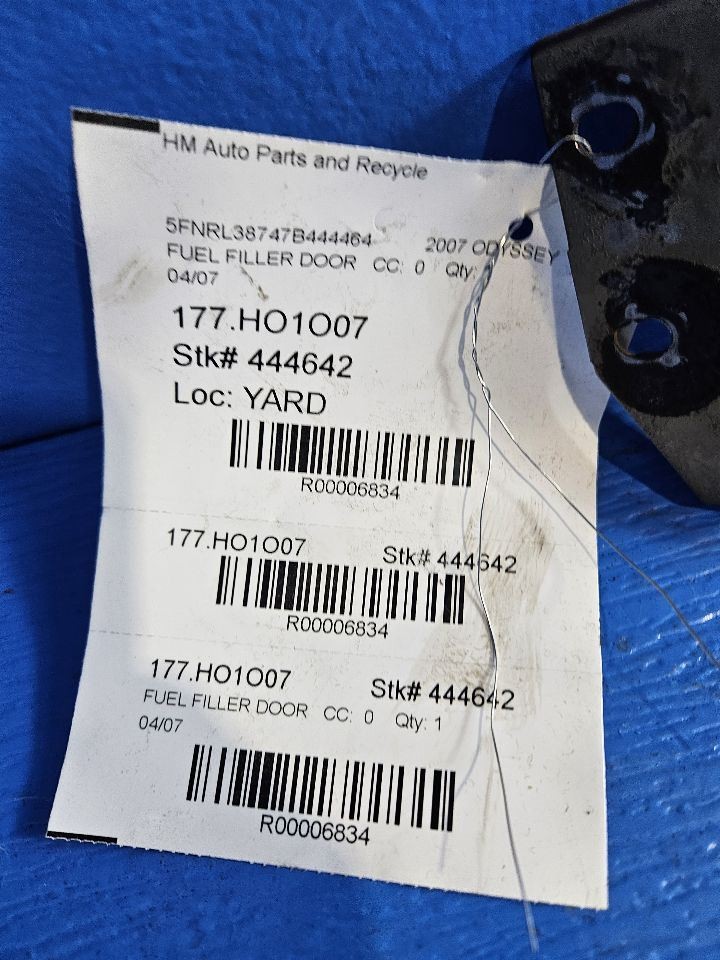 HM Auto Parts and Recycle
5FNRL38747B444464 2007 ODYSSEY
FUEL FILLER DOOR CC: 0 Qty:
04/07
177.HO1O07
Stk# 444642
Loc: YARD
R00006834
177.HO1O07 Stk# 444642
R00006834
177.HO1O07 Stk# 444642
FUEL FILLER DOOR CC: 0 Qty: 1
04/07
R00006834